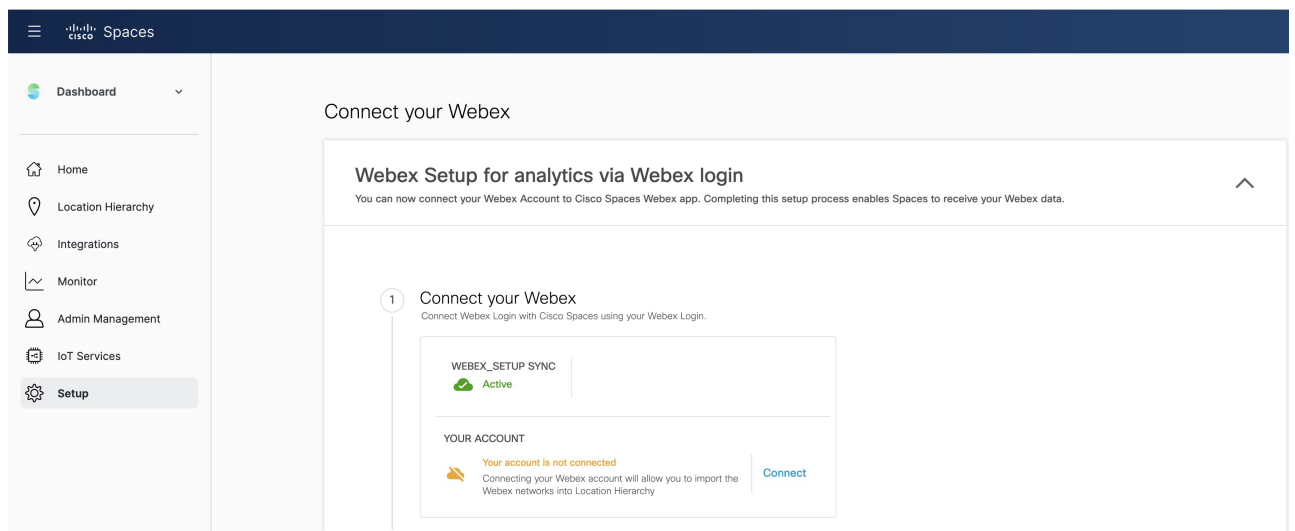 cisco Spaces
Dashboard
Home
Location Hierarchy
Integrations
Monitor
Admin Management
IoT Services
Setup
Connect your Webex
Webex Setup for analytics via Webex login
You can now connect your Webex Account to Cisco Spaces Webex app. Completing this setup process enables Spaces to receive your Webex data.
1 Connect your Webex
Connect Webex Login with Cisco Spaces using your Webex Login.
WEBEX_SETUP SYNC
Active
YOUR ACCOUNT
Your account is not connected
Connecting your Webex account will allow you to import the
Webex networks into Location Hierarchy
Connect